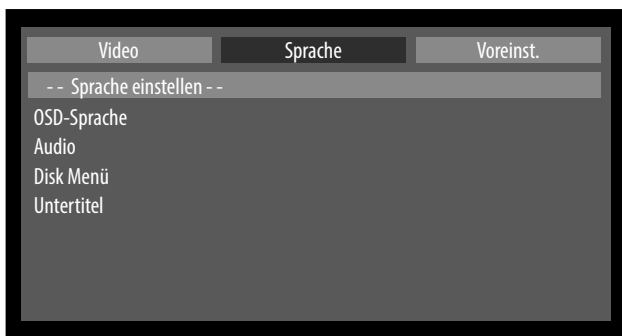 Video Sprache Voreinst.
- - Sprache einstellen - -
OSD-Sprache
Audio
Disk Menü
Untertitel